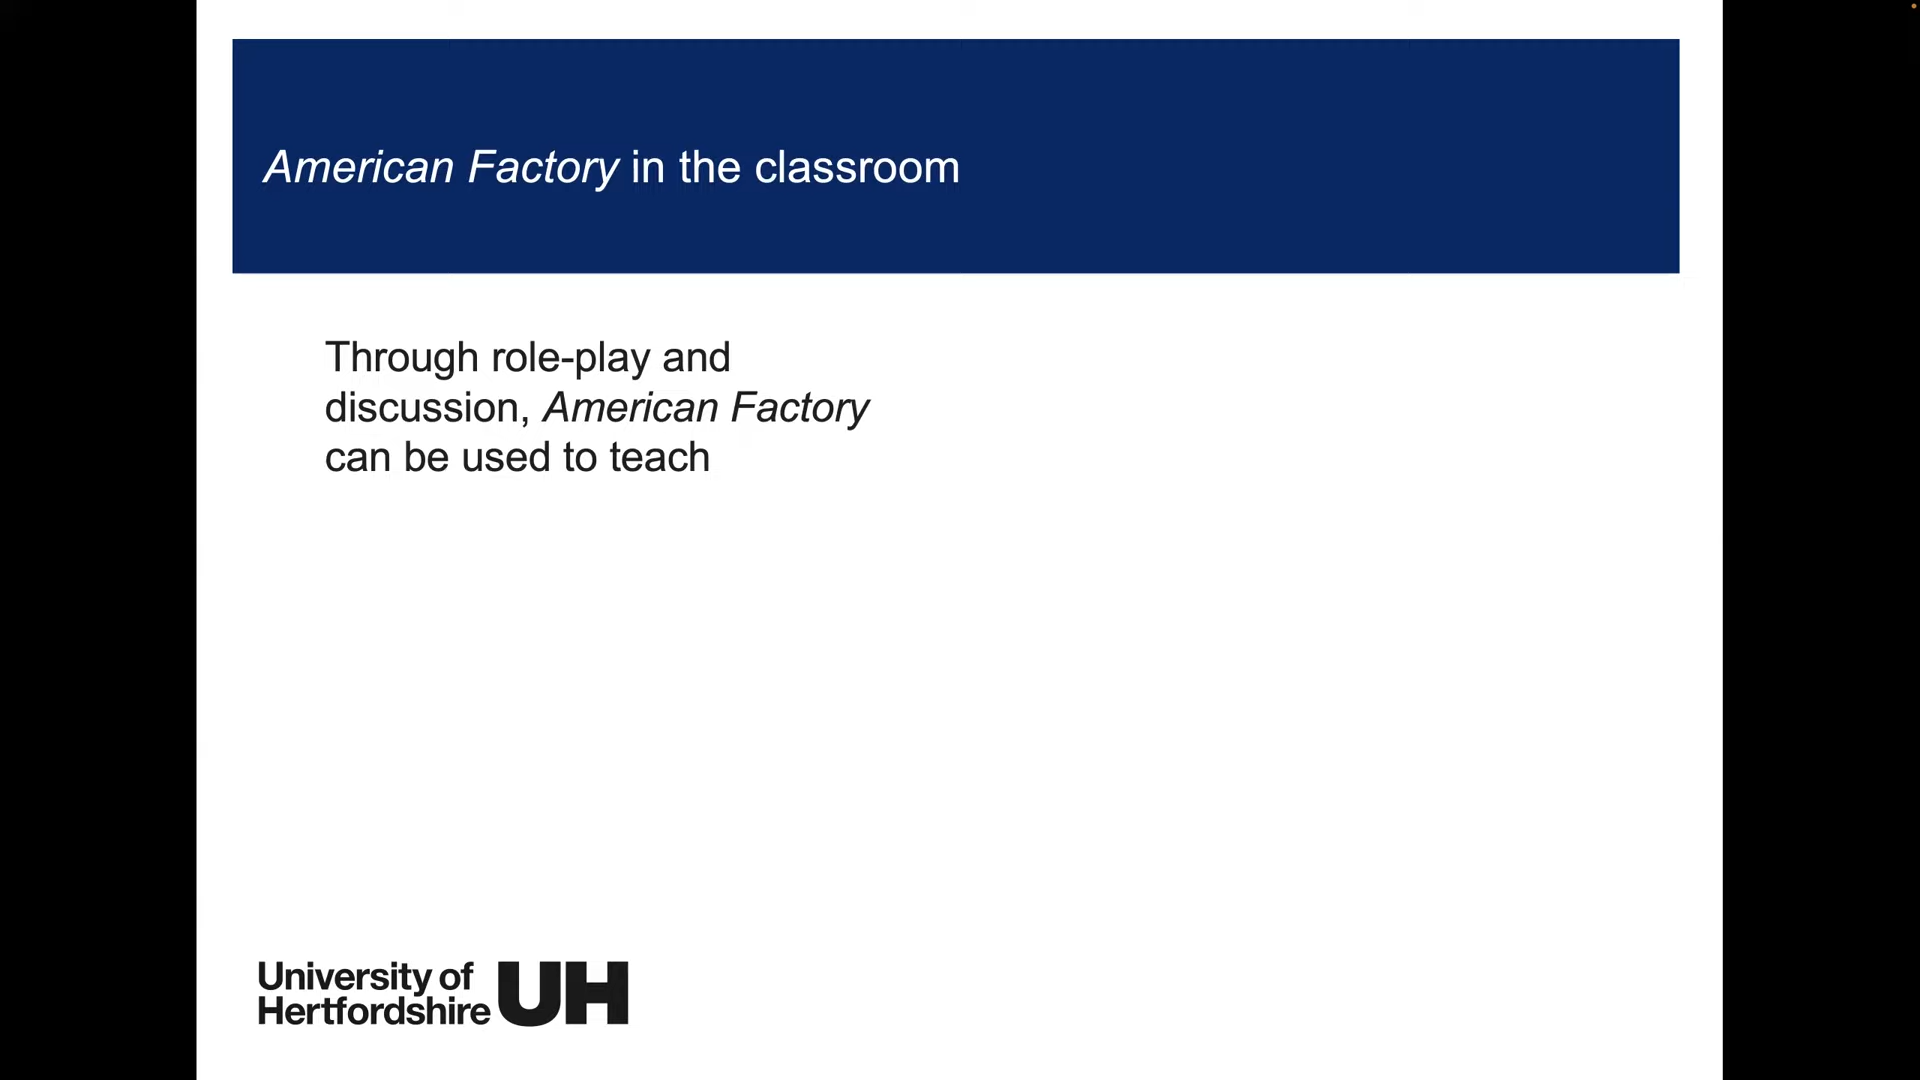 American Factory in the classroom
Through role-play and
discussion, American Factory
can be used to teach
University of
Hertfordshire UH